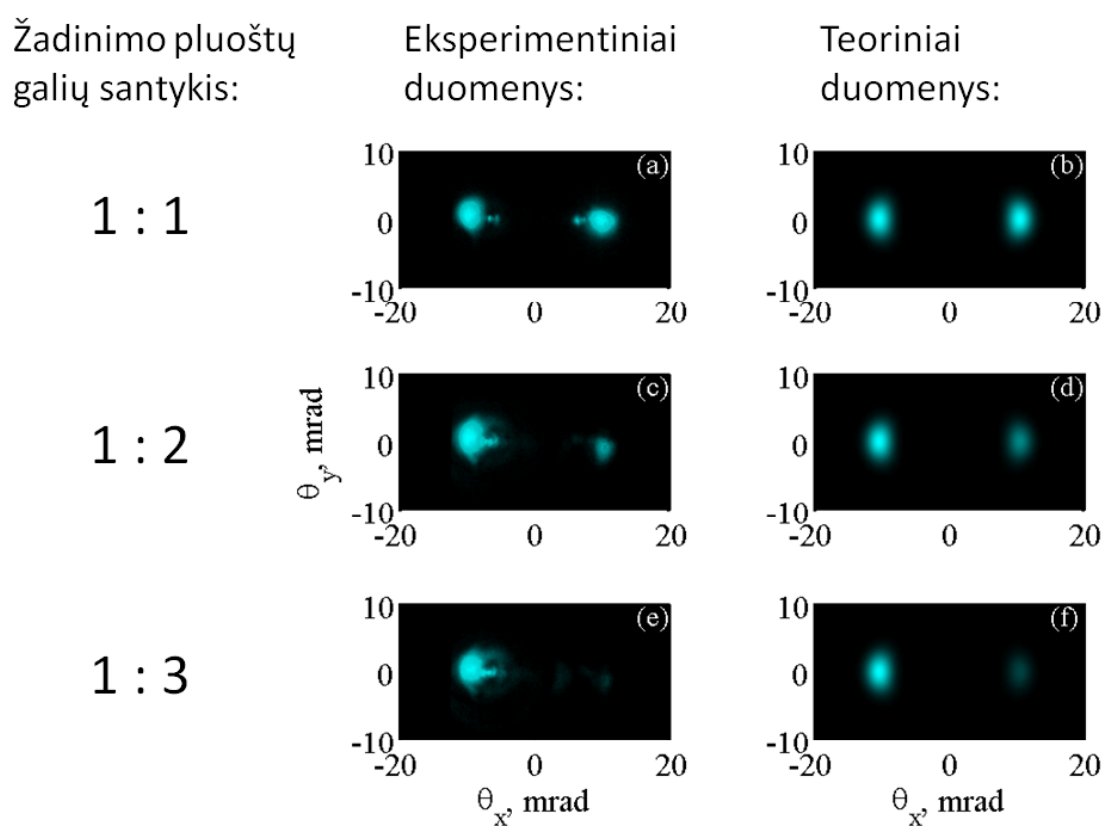 Žadinimo pluoštų
galių santykis:
Eksperimentiniai
duomenys:
Teoriniai
duomenys:
1 : 1
10
0
-10
-20
0
20
(a)
10
0
-10
-20
0
20
(b)
1 : 2
θy, mrad
10
0
-10
-20
0
20
(c)
10
0
-10
-20
0
20
(d)
1 : 3
10
0
-10
-20
0
20
(e)
θx, mrad
10
0
-10
-20
0
20
(f)
θx, mrad